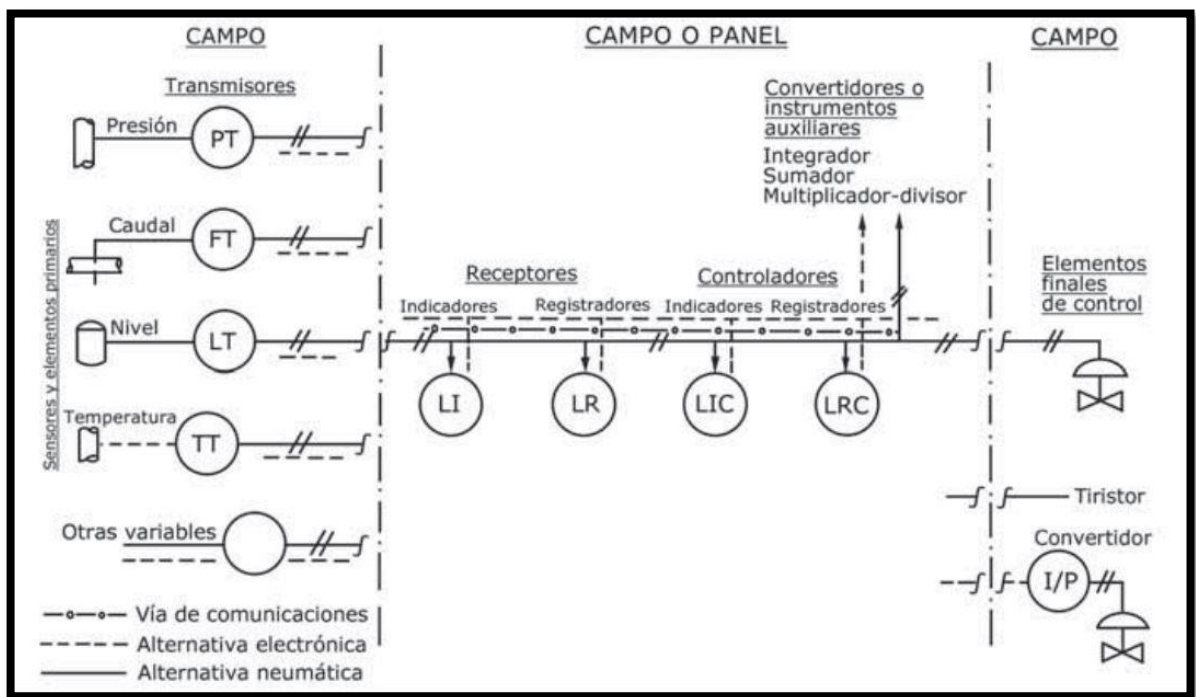 CAMPO
CAMPO O PANEL
CAMPO
Transmisores
Presión
PT
Caudal
FT
Nivel
LT
Temperatura
TT
Otras variables
Sensores y elementos primarios
Convertidores o
instrumentos
auxiliares
Integrador
Sumador
Multiplicador-divisor
Receptores
Controladores
Indicadores
Registradores
Indicadores
Registradores
LI
LR
LIC
LRC
Elementos
finales
de control
Tiristor
Convertidor
I/P
Vía de comunicaciones
Alternativa electrónica
Alternativa neumática